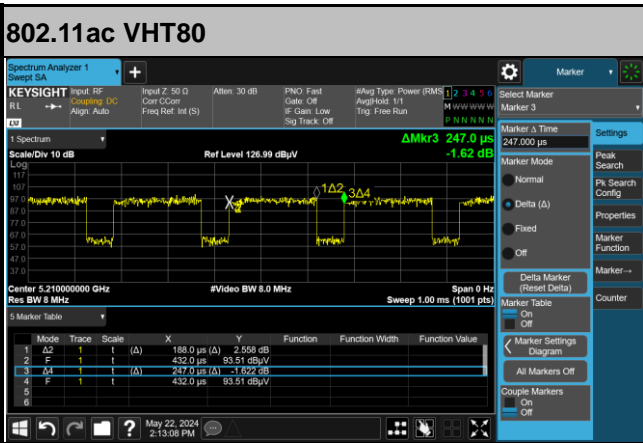 802.11ac VHT80
Spectrum Analyzer 1
Swept SA
Marker
KEYSIGHT
RL
LXI
Input: RF
Coupling: DC
Align: Auto
Input Z: 50 Ω
Corr CCorr
Freq Ref: Int (S)
Atten: 30 dB
PNO: Fast
Gate: Off
IF Gain: Low
Sig Track: Off
#Avg Type: Power (RMS
Avg|Hold: 1/1
Trig: Free Run
1 2 3 4 5 6
M W W W W W
P N N N N N
Select Marker
Marker 3
1 Spectrum
Scale/Div 10 dB
Log
Ref Level 126.99 dBµV
ΔMkr3 247.0 µs
-1.62 dB
117
107
97.0
87.0
77.0
67.0
57.0
47.0
37.0
1Δ2
3Δ4
X
Center 5.210000000 GHz
Res BW 8 MHz
#Video BW 8.0 MHz
Span 0 Hz
Sweep 1.00 ms (1001 pts)
5 Marker Table
Mode Trace Scale X Y Function Function Width Function Value
1 Δ2 1 t (Δ) 188.0 µs (Δ) 2.558 dB
2 F 1 t 432.0 µs 93.51 dBµV
3 Δ4 1 t (Δ) 247.0 µs (Δ) -1.622 dB
4 F 1 t 432.0 µs 93.51 dBµV
5
6
Marker Δ Time
247.000 µs
Marker Mode
Normal
Delta (Δ)
Fixed
Off
Delta Marker
(Reset Delta)
Marker Table
On
Off
Marker Settings
Diagram
All Markers Off
Couple Markers
On
Off
Settings
Peak
Search
Pk Search
Config
Properties
Marker
Function
Marker→
Counter
?
May 22, 2024
2:13:08 PM